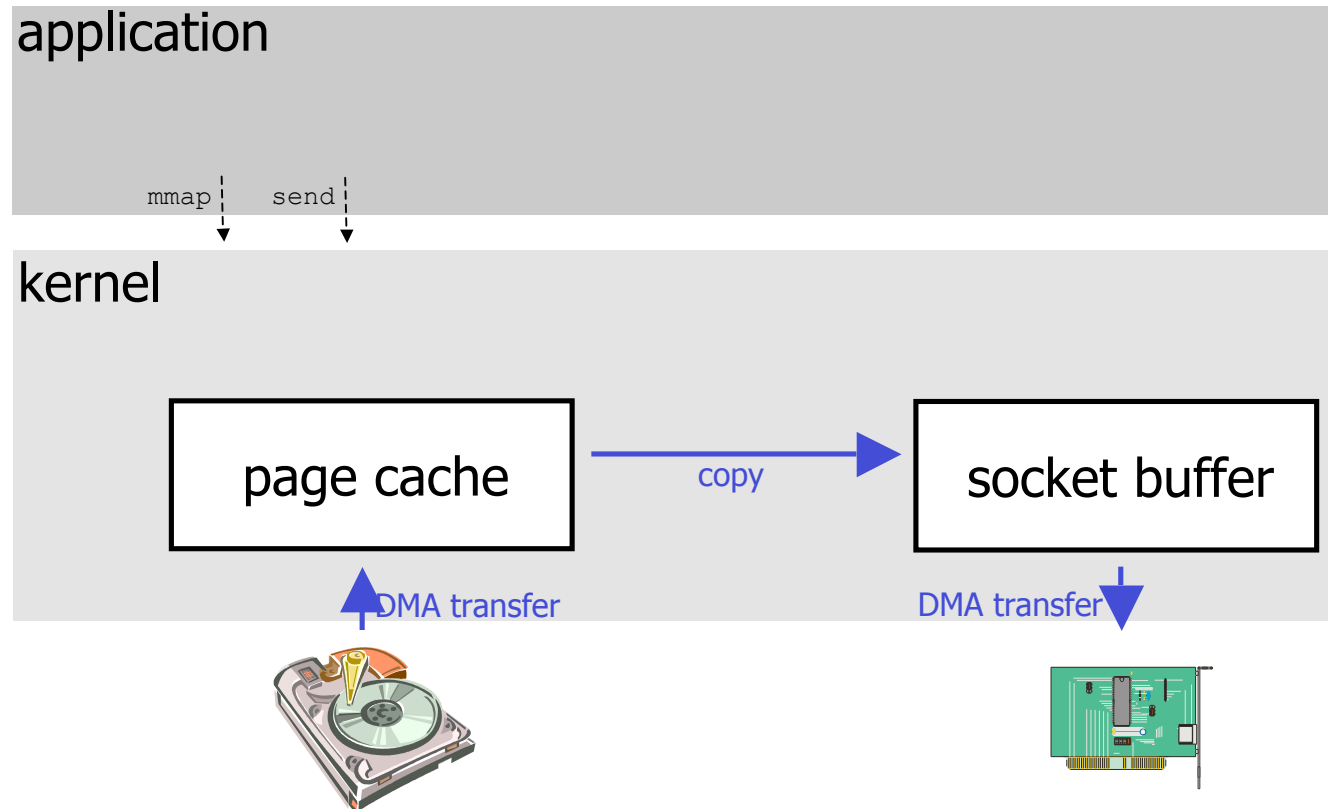 application
mmap send
kernel
page cache
copy
socket buffer
DMA transfer
DMA transfer